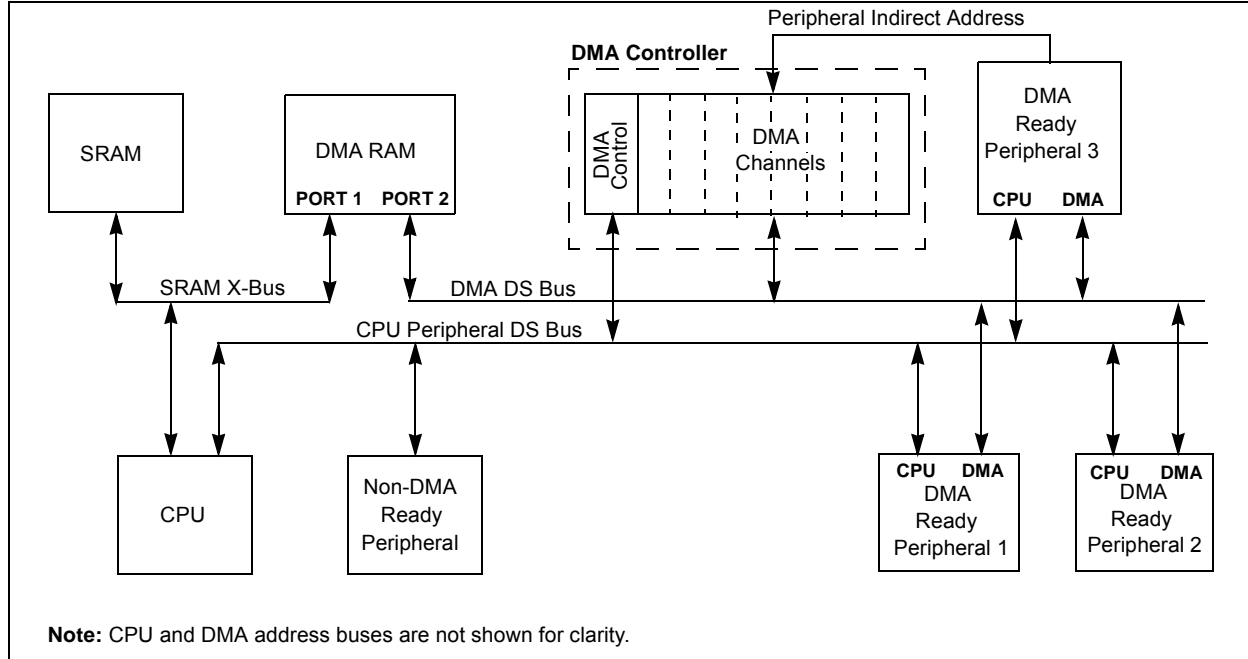 Peripheral Indirect Address
DMA Controller
SRAM
DMA RAM
PORT 1 PORT 2
DMA
Control
DMA
Channels
DMA
Ready
Peripheral 3
CPU DMA
SRAM X-Bus
DMA DS Bus
CPU Peripheral DS Bus
CPU
Non-DMA
Ready
Peripheral
CPU DMA
DMA
Ready
Peripheral 1
CPU DMA
DMA
Ready
Peripheral 2
Note: CPU and DMA address buses are not shown for clarity.